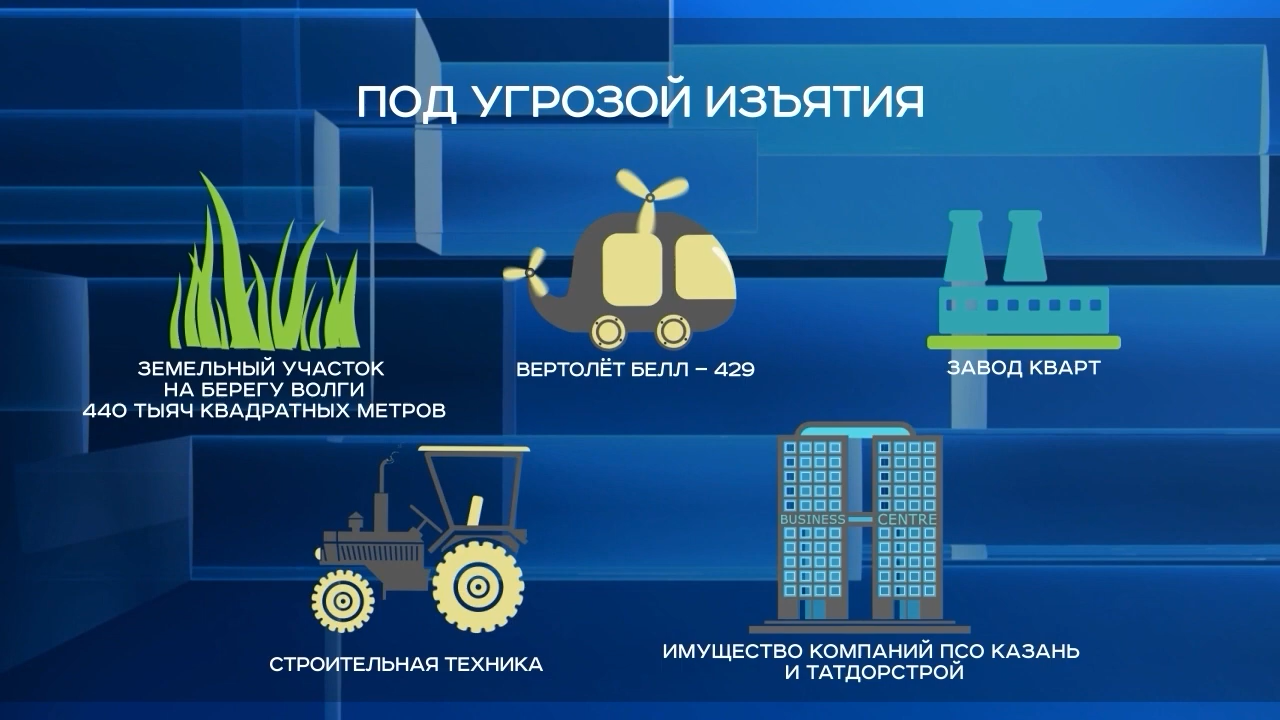 ПОД УГРОЗОЙ ИЗЪЯТИЯ
ЗЕМЕЛЬНЫЙ УЧАСТОК
НА БЕРЕГУ ВОЛГИ
440 ТЫЯЧ КВАДРАТНЫХ МЕТРОВ
ВЕРТОЛЁТ БЕЛЛ – 429
ЗАВОД КВАРТ
СТРОИТЕЛЬНАЯ ТЕХНИКА
BUSINESS CENTRE
ИМУЩЕСТВО КОМПАНИЙ ПСО КАЗАНЬ
И ТАТДОРСТРОЙ